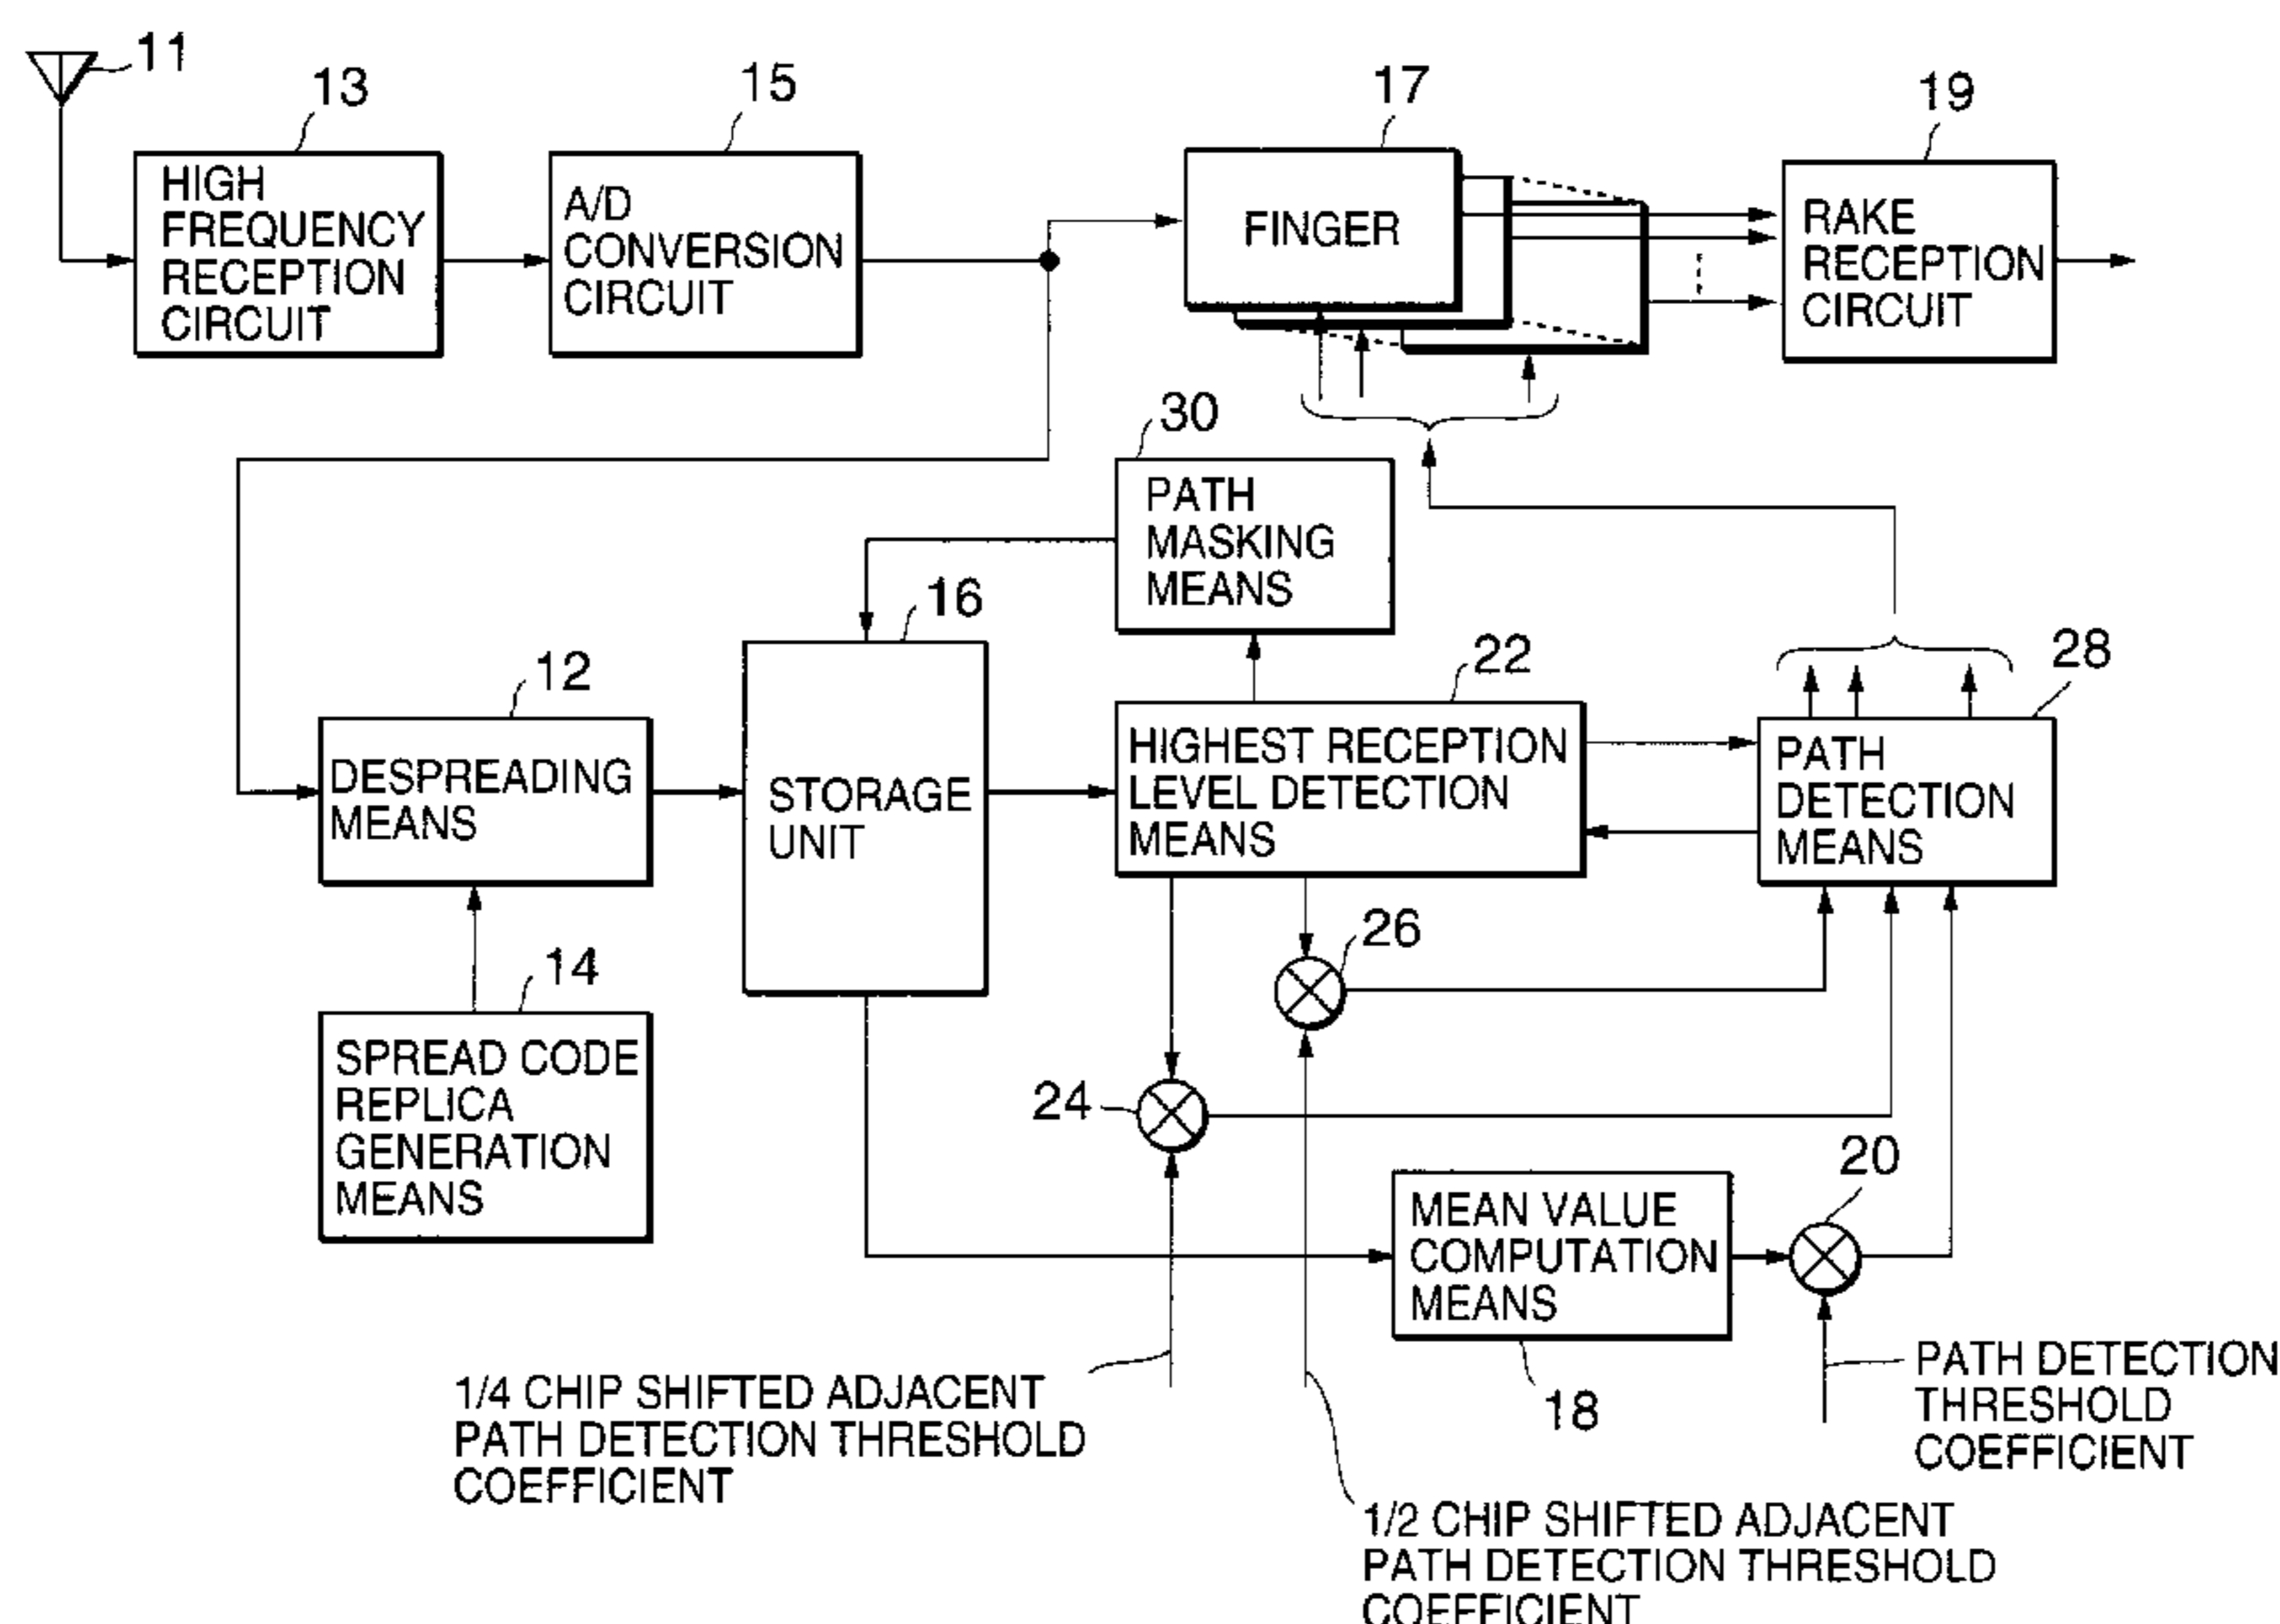 11
13
15
17
19
HIGH
FREQUENCY
RECEPTION
CIRCUIT
A/D
CONVERSION
CIRCUIT
FINGER
RAKE
RECEPTION
CIRCUIT
30
PATH
MASKING
MEANS
16
12
22
28
DESPREADING
MEANS
STORAGE
UNIT
HIGHEST RECEPTION
LEVEL DETECTION
MEANS
PATH
DETECTION
MEANS
26
14
24
SPREAD CODE
REPLICA
GENERATION
MEANS
20
MEAN VALUE
COMPUTATION
MEANS
18
1/4 CHIP SHIFTED ADJACENT
PATH DETECTION THRESHOLD
COEFFICIENT
PATH DETECTION
THRESHOLD
COEFFICIENT
1/2 CHIP SHIFTED ADJACENT
PATH DETECTION THRESHOLD
COEFFICIENT